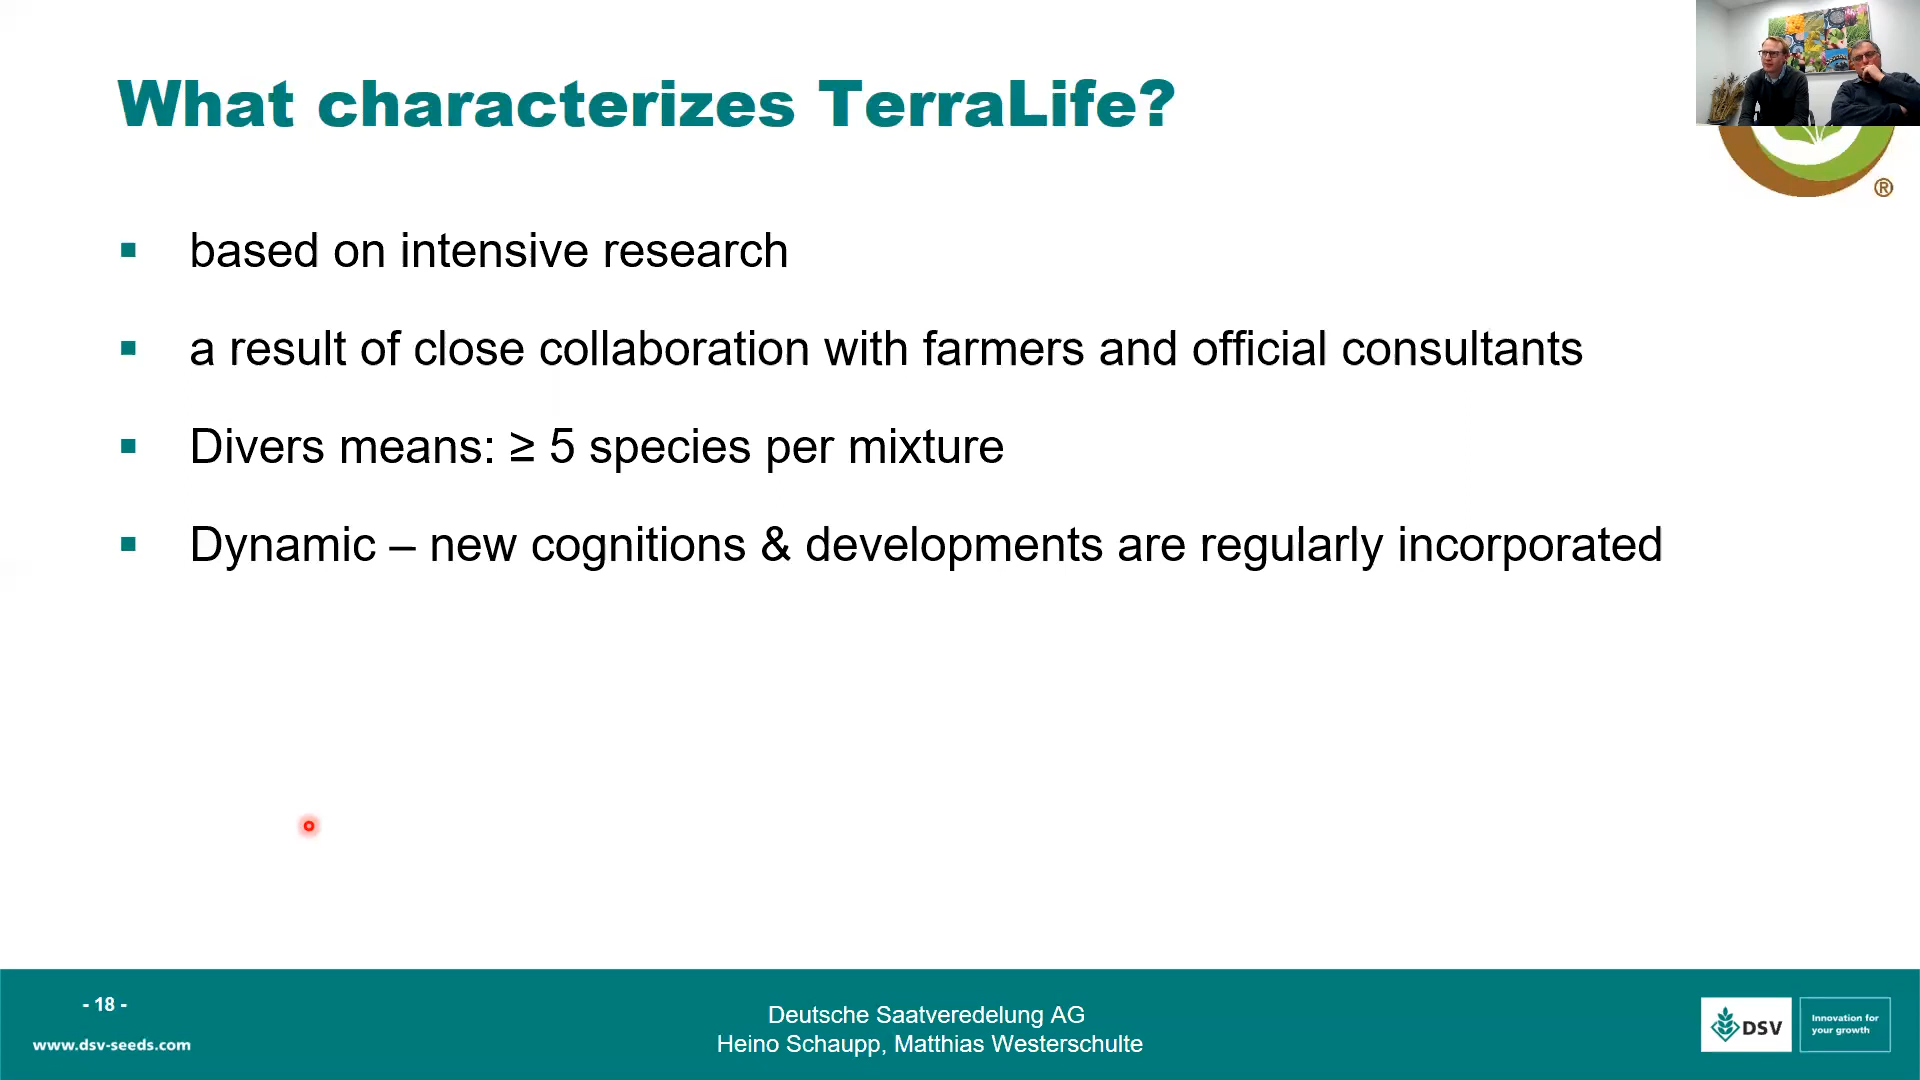 What characterizes TerraLife?
®
▪ based on intensive research
▪ a result of close collaboration with farmers and official consultants
▪ Divers means: ≥ 5 species per mixture
▪ Dynamic – new cognitions & developments are regularly incorporated
- 18 -
www.dsv-seeds.com
Deutsche Saatveredelung AG
Heino Schaupp, Matthias Westerschulte
DSV
Innovation for
your growth